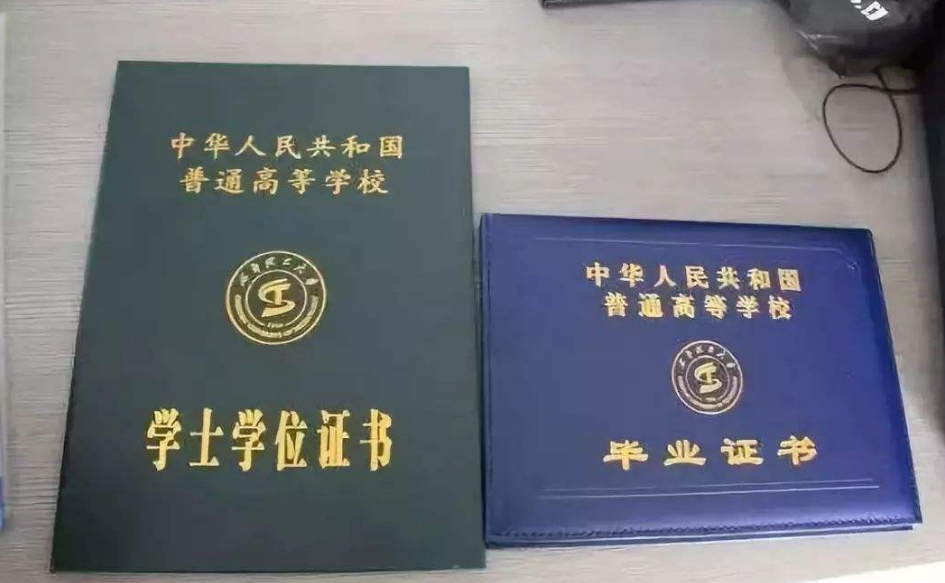 中华人民共和国
普通高等学校
学士学位证书
中华人民共和国
普通高等学校
毕业证书